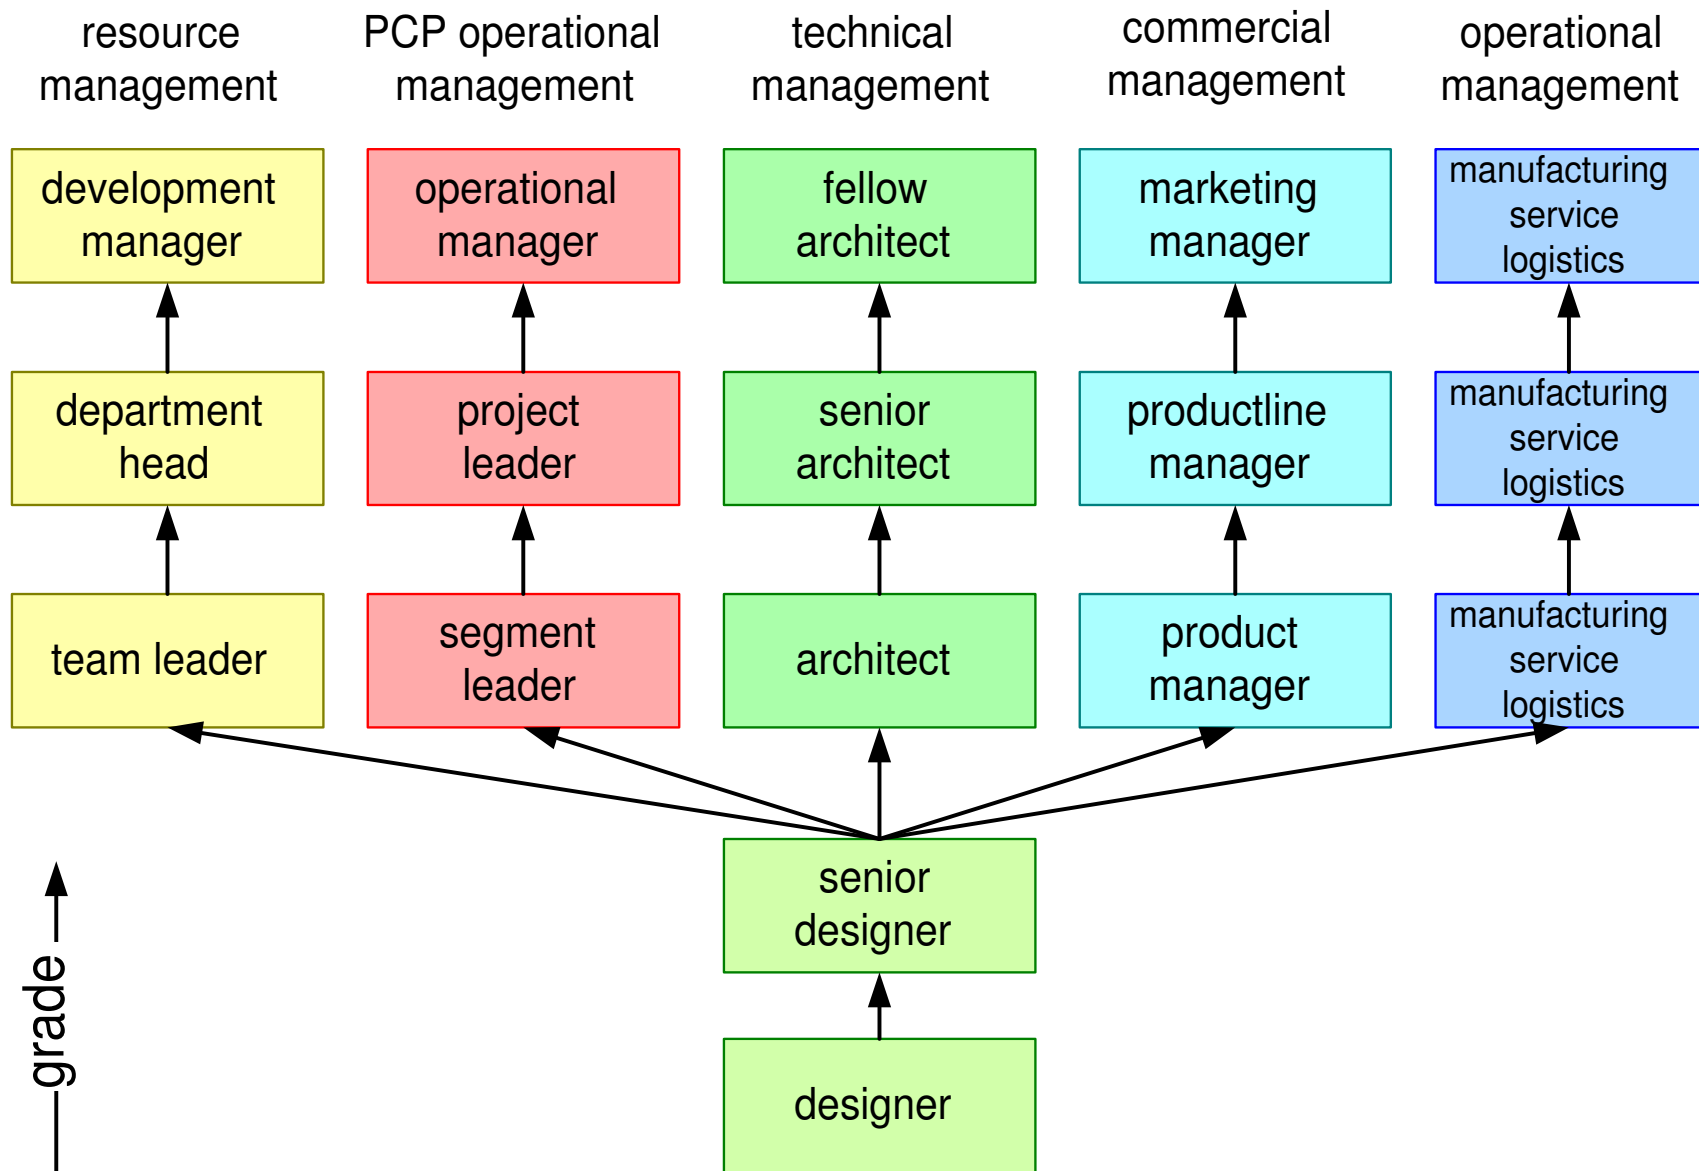 resource
management
PCP operational
management
technical
management
commercial
management
operational
management
development
manager
operational
manager
fellow
architect
marketing
manager
manufacturing
service
logistics
department
head
project
leader
senior
architect
productline
manager
manufacturing
service
logistics
team leader
segment
leader
architect
product
manager
manufacturing
service
logistics
senior
designer
grade
designer